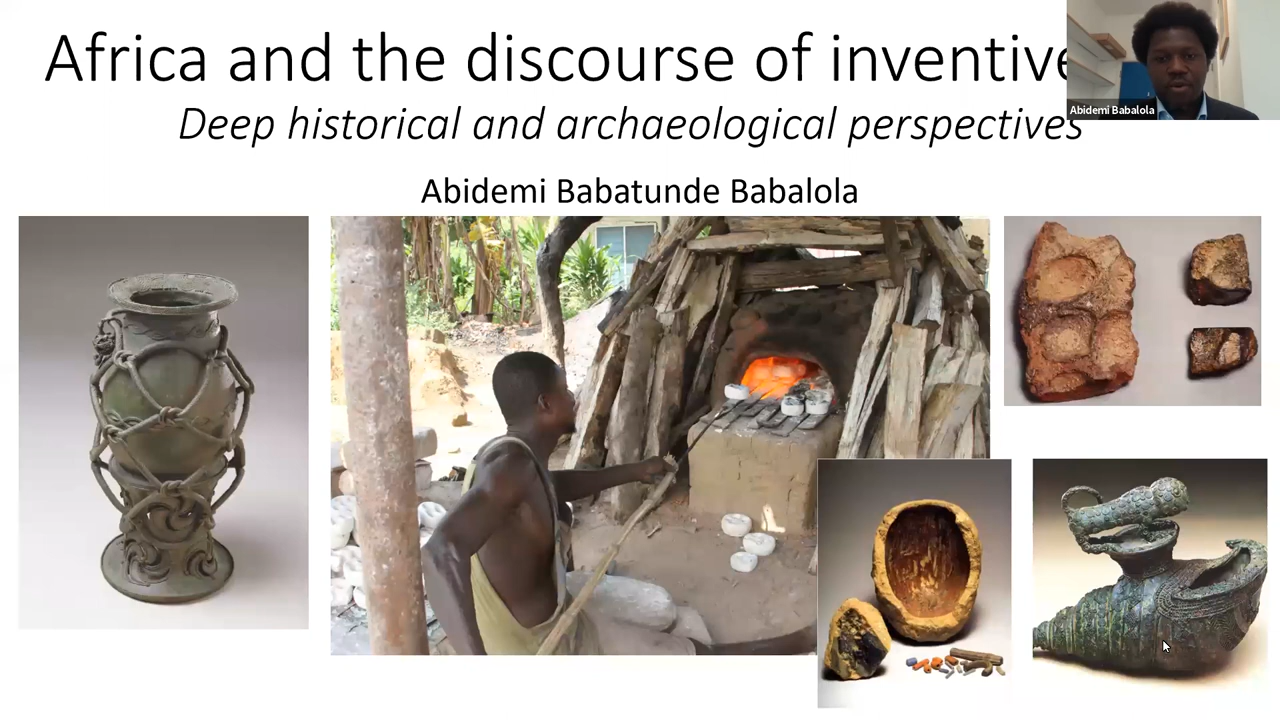 Africa and the discourse of inventive
Deep historical and archaeological perspectives
Abidemi Babatunde Babalola
Abidemi Babalola